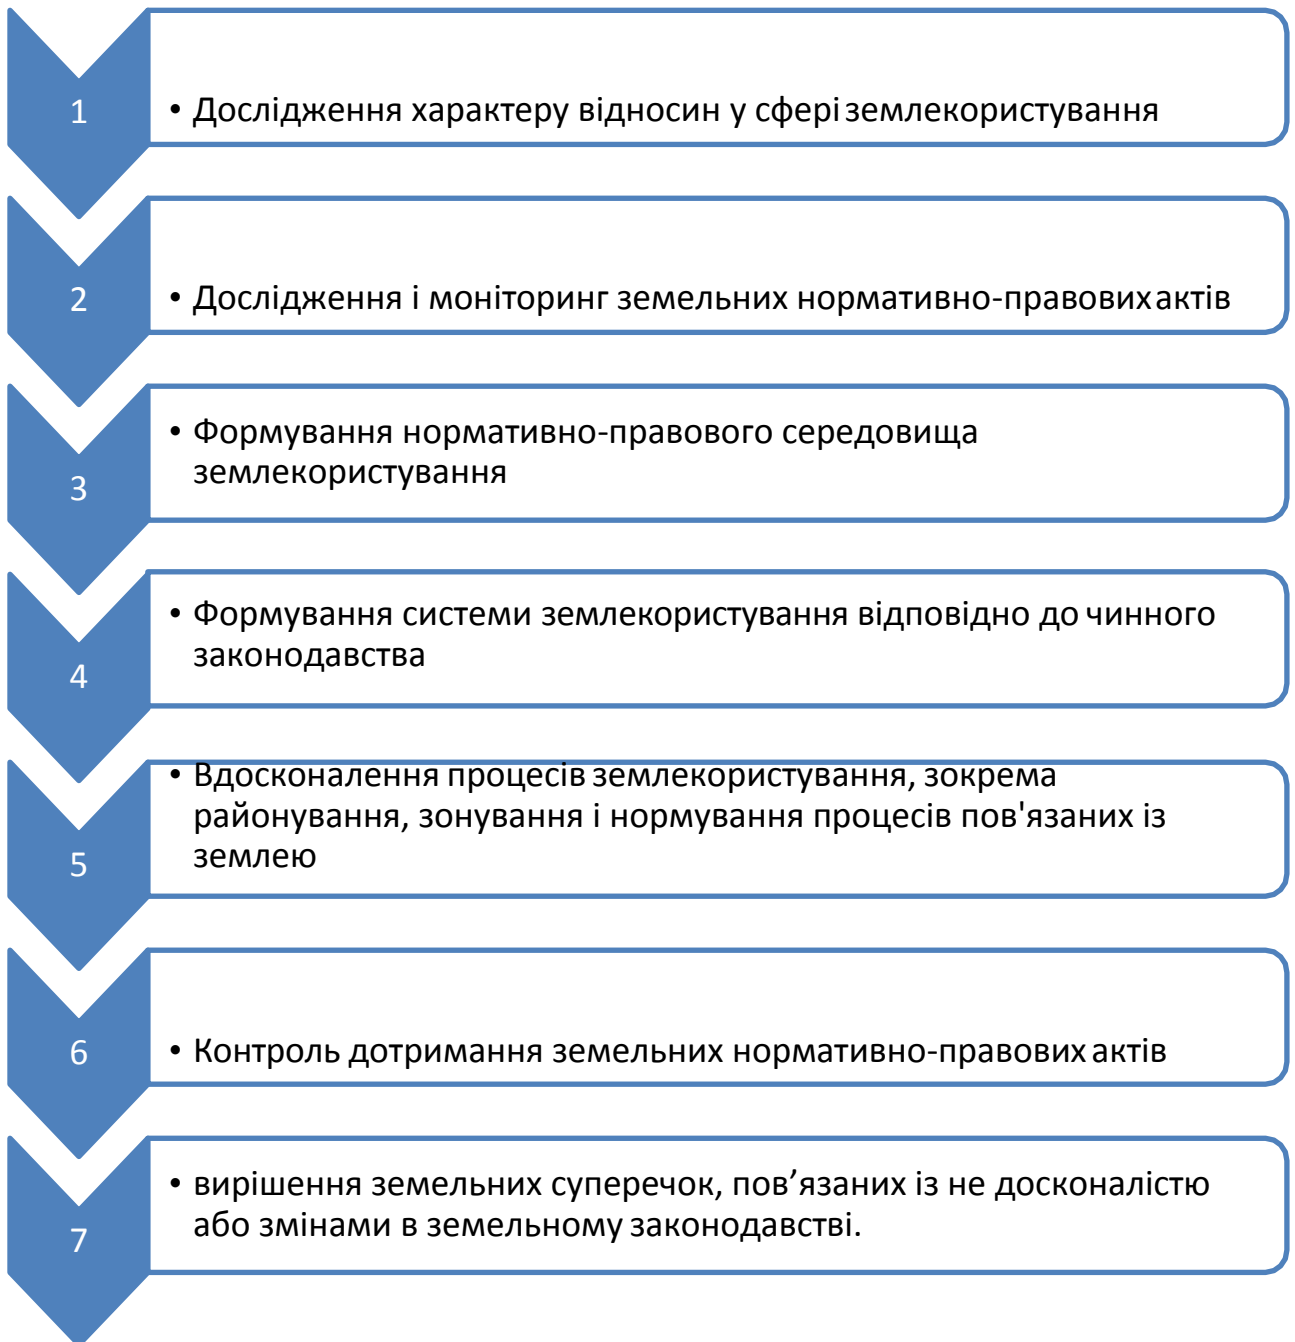 1
• Дослідження характеру відносин у сфері землекористування
2
• Дослідження і моніторинг земельних нормативно-правових актів
3
• Формування нормативно-правового середовища
землекористування
4
• Формування системи землекористування відповідно до чинного
законодавства
5
• Вдосконалення процесів землекористування, зокрема
районування, зонування і нормування процесів пов'язаних із
землею
6
• Контроль дотримання земельних нормативно-правових актів
7
• вирішення земельних суперечок, пов’язаних із не досконалістю
або змінами в земельному законодавстві.